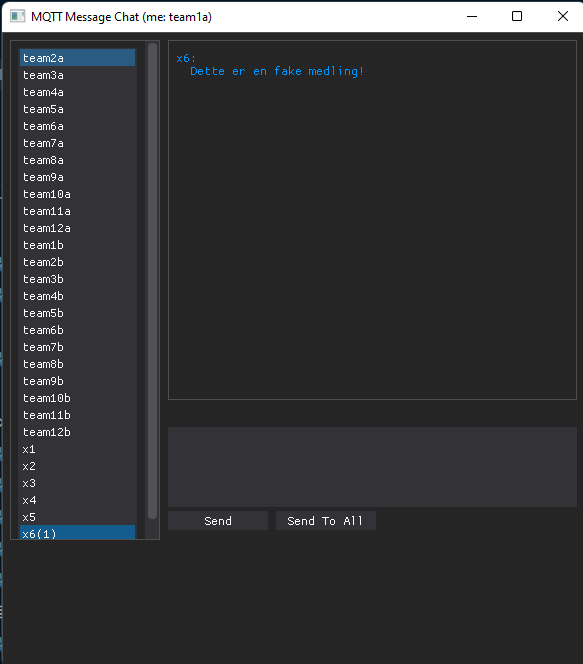 MQTT Message Chat (me: team1a)
team2a
team3a
team4a
team5a
team6a
team7a
team8a
team9a
team10a
team11a
team12a
team1b
team2b
team3b
team4b
team5b
team6b
team7b
team8b
team9b
team10b
team11b
team12b
x1
x2
x3
x4
x5
x6(1)
x6:
Dette er en fake medling!
Send
Send To All